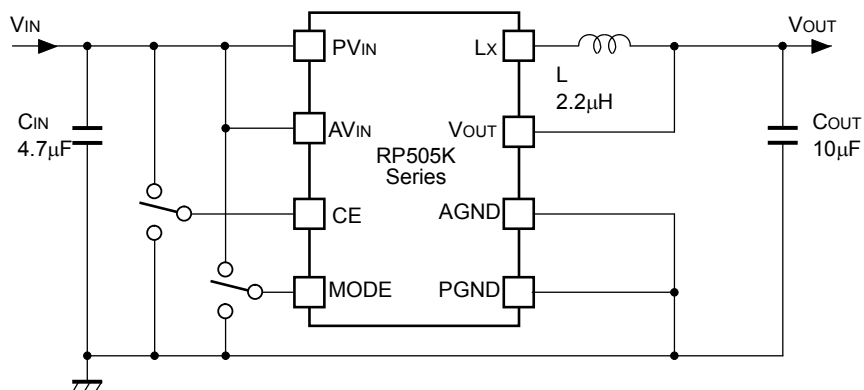 VIN
PVIN
LX
VOUT
L
2.2μH
CIN
4.7μF
AVIN
VOUT
COUT
10μF
RP505K
Series
CE
AGND
MODE
PGND